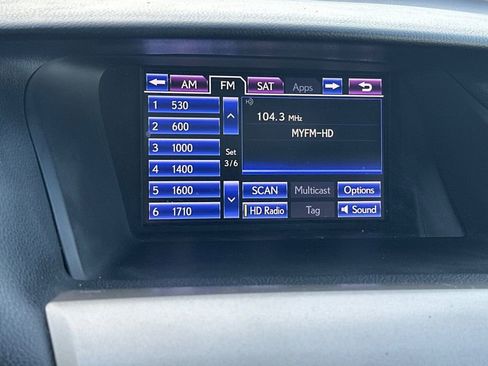 AM FM SAT Apps
1 530
2 600
3 1000
4 1400
5 1600
6 1710
Set
3/6
104.3 MHz
MYFM-HD
SCAN Multicast Options
HD Radio Tag Sound